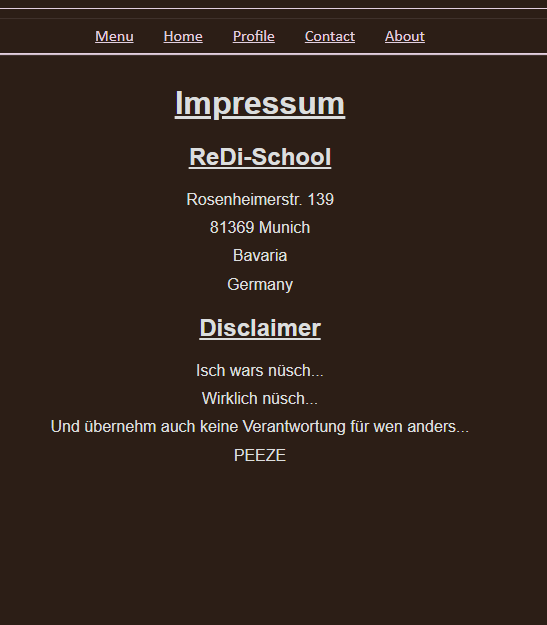 Menu Home Profile Contact About
Impressum
ReDi-School
Rosenheimerstr. 139
81369 Munich
Bavaria
Germany
Disclaimer
Isch wars nüsch...
Wirklich nüsch...
Und übernehm auch keine Verantwortung für wen anders...
PEEZE